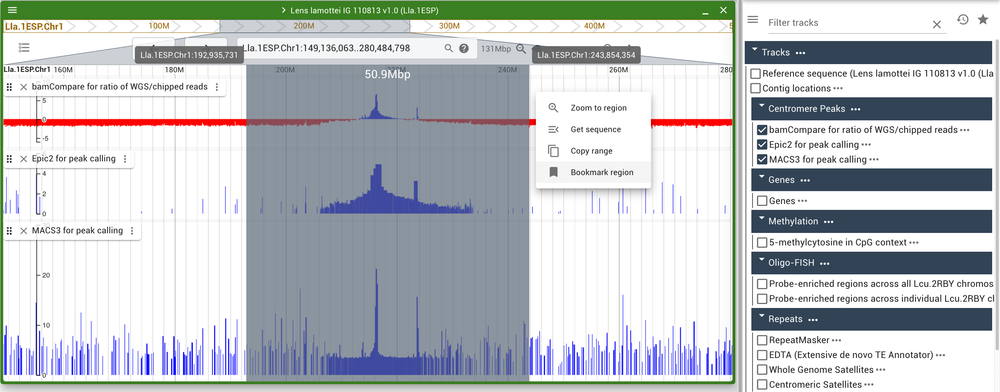 Lens lamottei IG 110813 v1.0 (Lla.1ESP)
Lla.1ESP.Chr1 100M 200M 300M 400M 5
Lla.1ESP.Chr1:149,136,063..280,484,798 131Mbp
Lla.1ESP.Chr1:192,935,731 Lla.1ESP.Chr1:243,854,354
Lla.1ESP.Chr1 160M 180M 200M 220M 240M 260M 280
50.9Mbp
10
bamCompare for ratio of WGS/chipped reads
5
0
-5
6
Epic2 for peak calling
4
2
0
30
MACS3 for peak calling
20
10
0
Zoom to region
Get sequence
Copy range
Bookmark region
Filter tracks
Tracks
Reference sequence (Lens lamottei IG 110813 v1.0 (Lla
Contig locations
Centromere Peaks
bamCompare for ratio of WGS/chipped reads
Epic2 for peak calling
MACS3 for peak calling
Genes
Genes
Methylation
5-methylcytosine in CpG context
Oligo-FISH
Probe-enriched regions across all Lcu.2RBY chromos
Probe-enriched regions across individual Lcu.2RBY cl
Repeats
RepeatMasker
EDTA (Extensive de novo TE Annotator)
Whole Genome Satellites
Centromeric Satellites